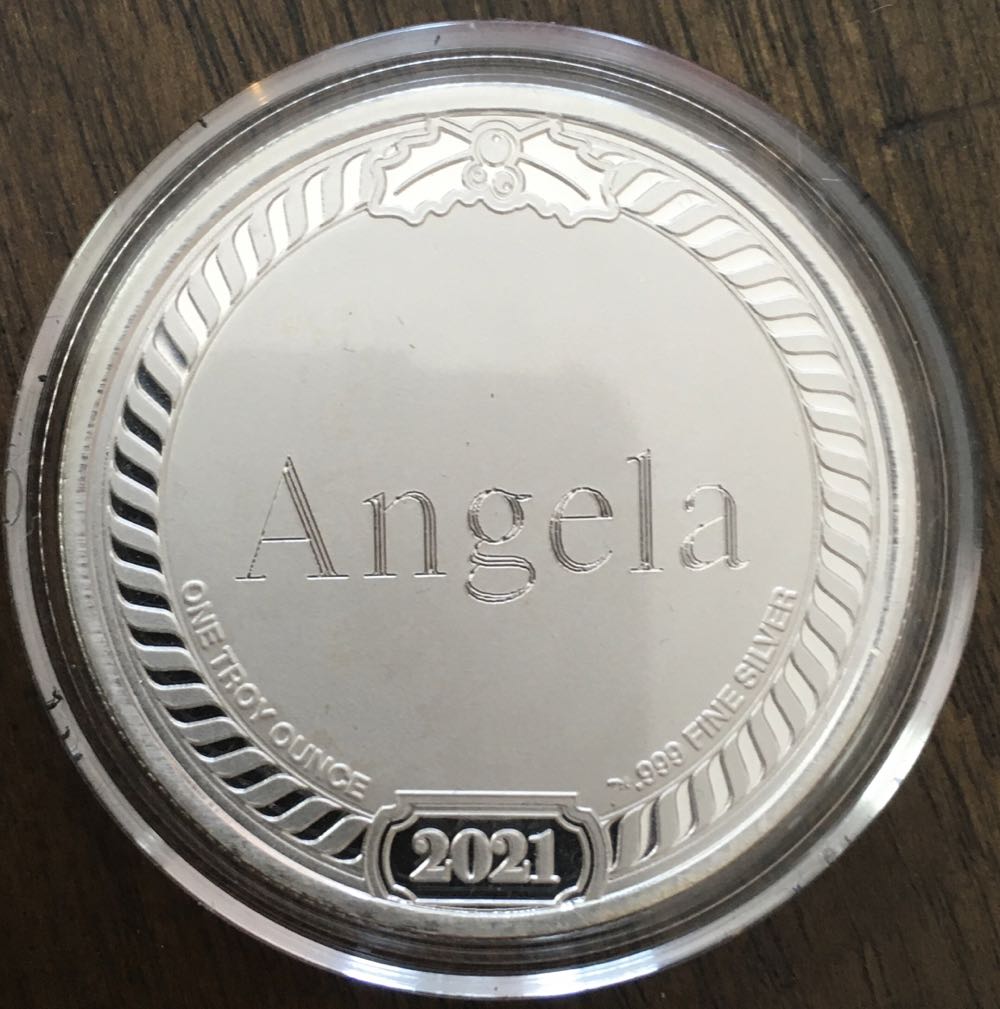 Angela
ONE TROY OUNCE
.999 FINE SILVER
2021